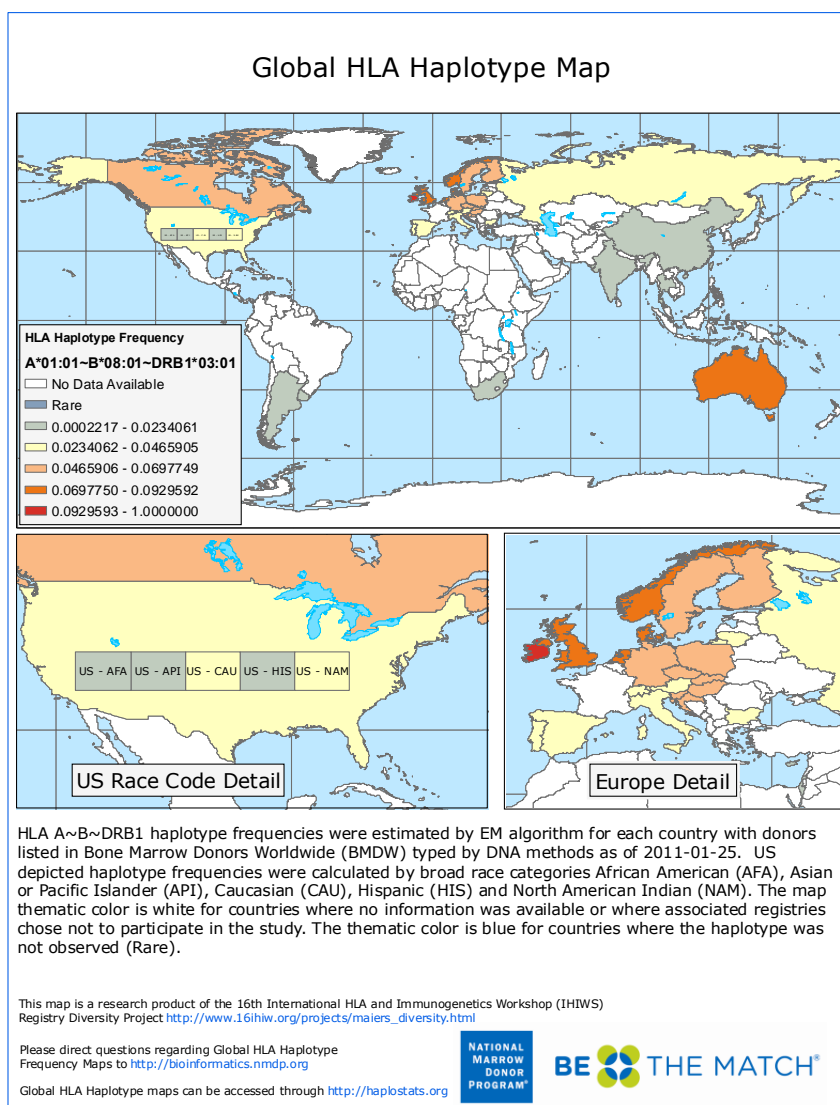 Global HLA Haplotype Map
HLA Haplotype Frequency
A*01:01~B*08:01~DRB1*03:01
No Data Available
Rare
0.0002217 - 0.0234061
0.0234062 - 0.0465905
0.0465906 - 0.0697749
0.0697750 - 0.0929592
0.0929593 - 1.0000000
US - AFA US - API US - CAU US - HIS US - NAM
US Race Code Detail
Europe Detail
HLA A~B~DRB1 haplotype frequencies were estimated by EM algorithm for each country with donors
listed in Bone Marrow Donors Worldwide (BMDW) typed by DNA methods as of 2011-01-25. US
depicted haplotype frequencies were calculated by broad race categories African American (AFA), Asian
or Pacific Islander (API), Caucasian (CAU), Hispanic (HIS) and North American Indian (NAM). The map
thematic color is white for countries where no information was available or where associated registries
chose not to participate in the study. The thematic color is blue for countries where the haplotype was
not observed (Rare).
This map is a research product of the 16th International HLA and Immunogenetics Workshop (IHIWS)
Registry Diversity Project http://www.16ihiw.org/projects/maiers_diversity.html
Please direct questions regarding Global HLA Haplotype
Frequency Maps to http://bioinformatics.nmdp.org
Global HLA Haplotype maps can be accessed through http://haplostats.org
NATIONAL
MARROW
DONOR
PROGRAM®
BE THE MATCH®